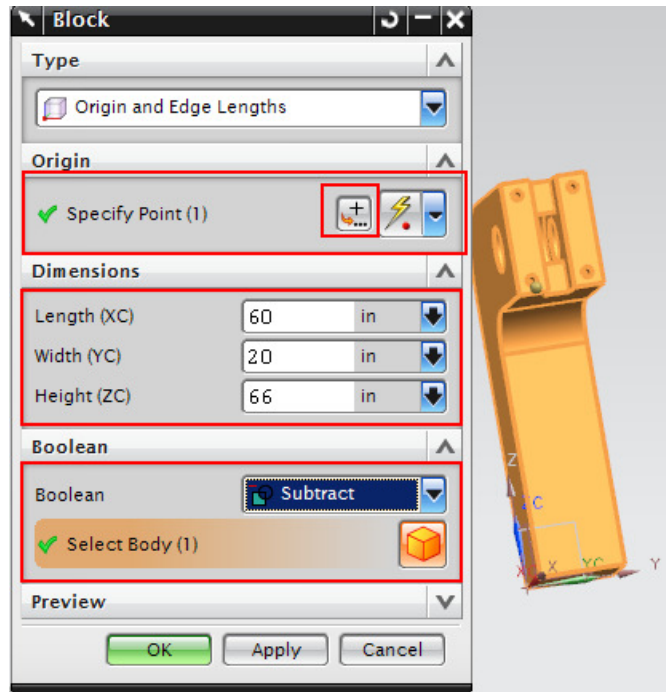 Block
Type
Origin and Edge Lengths
Origin
Specify Point (1)
Dimensions
Length (XC) 60 in
Width (YC) 20 in
Height (ZC) 66 in
Boolean
Boolean Subtract
Select Body (1)
Preview
OK Apply Cancel
Z
ZC
X X YC Y